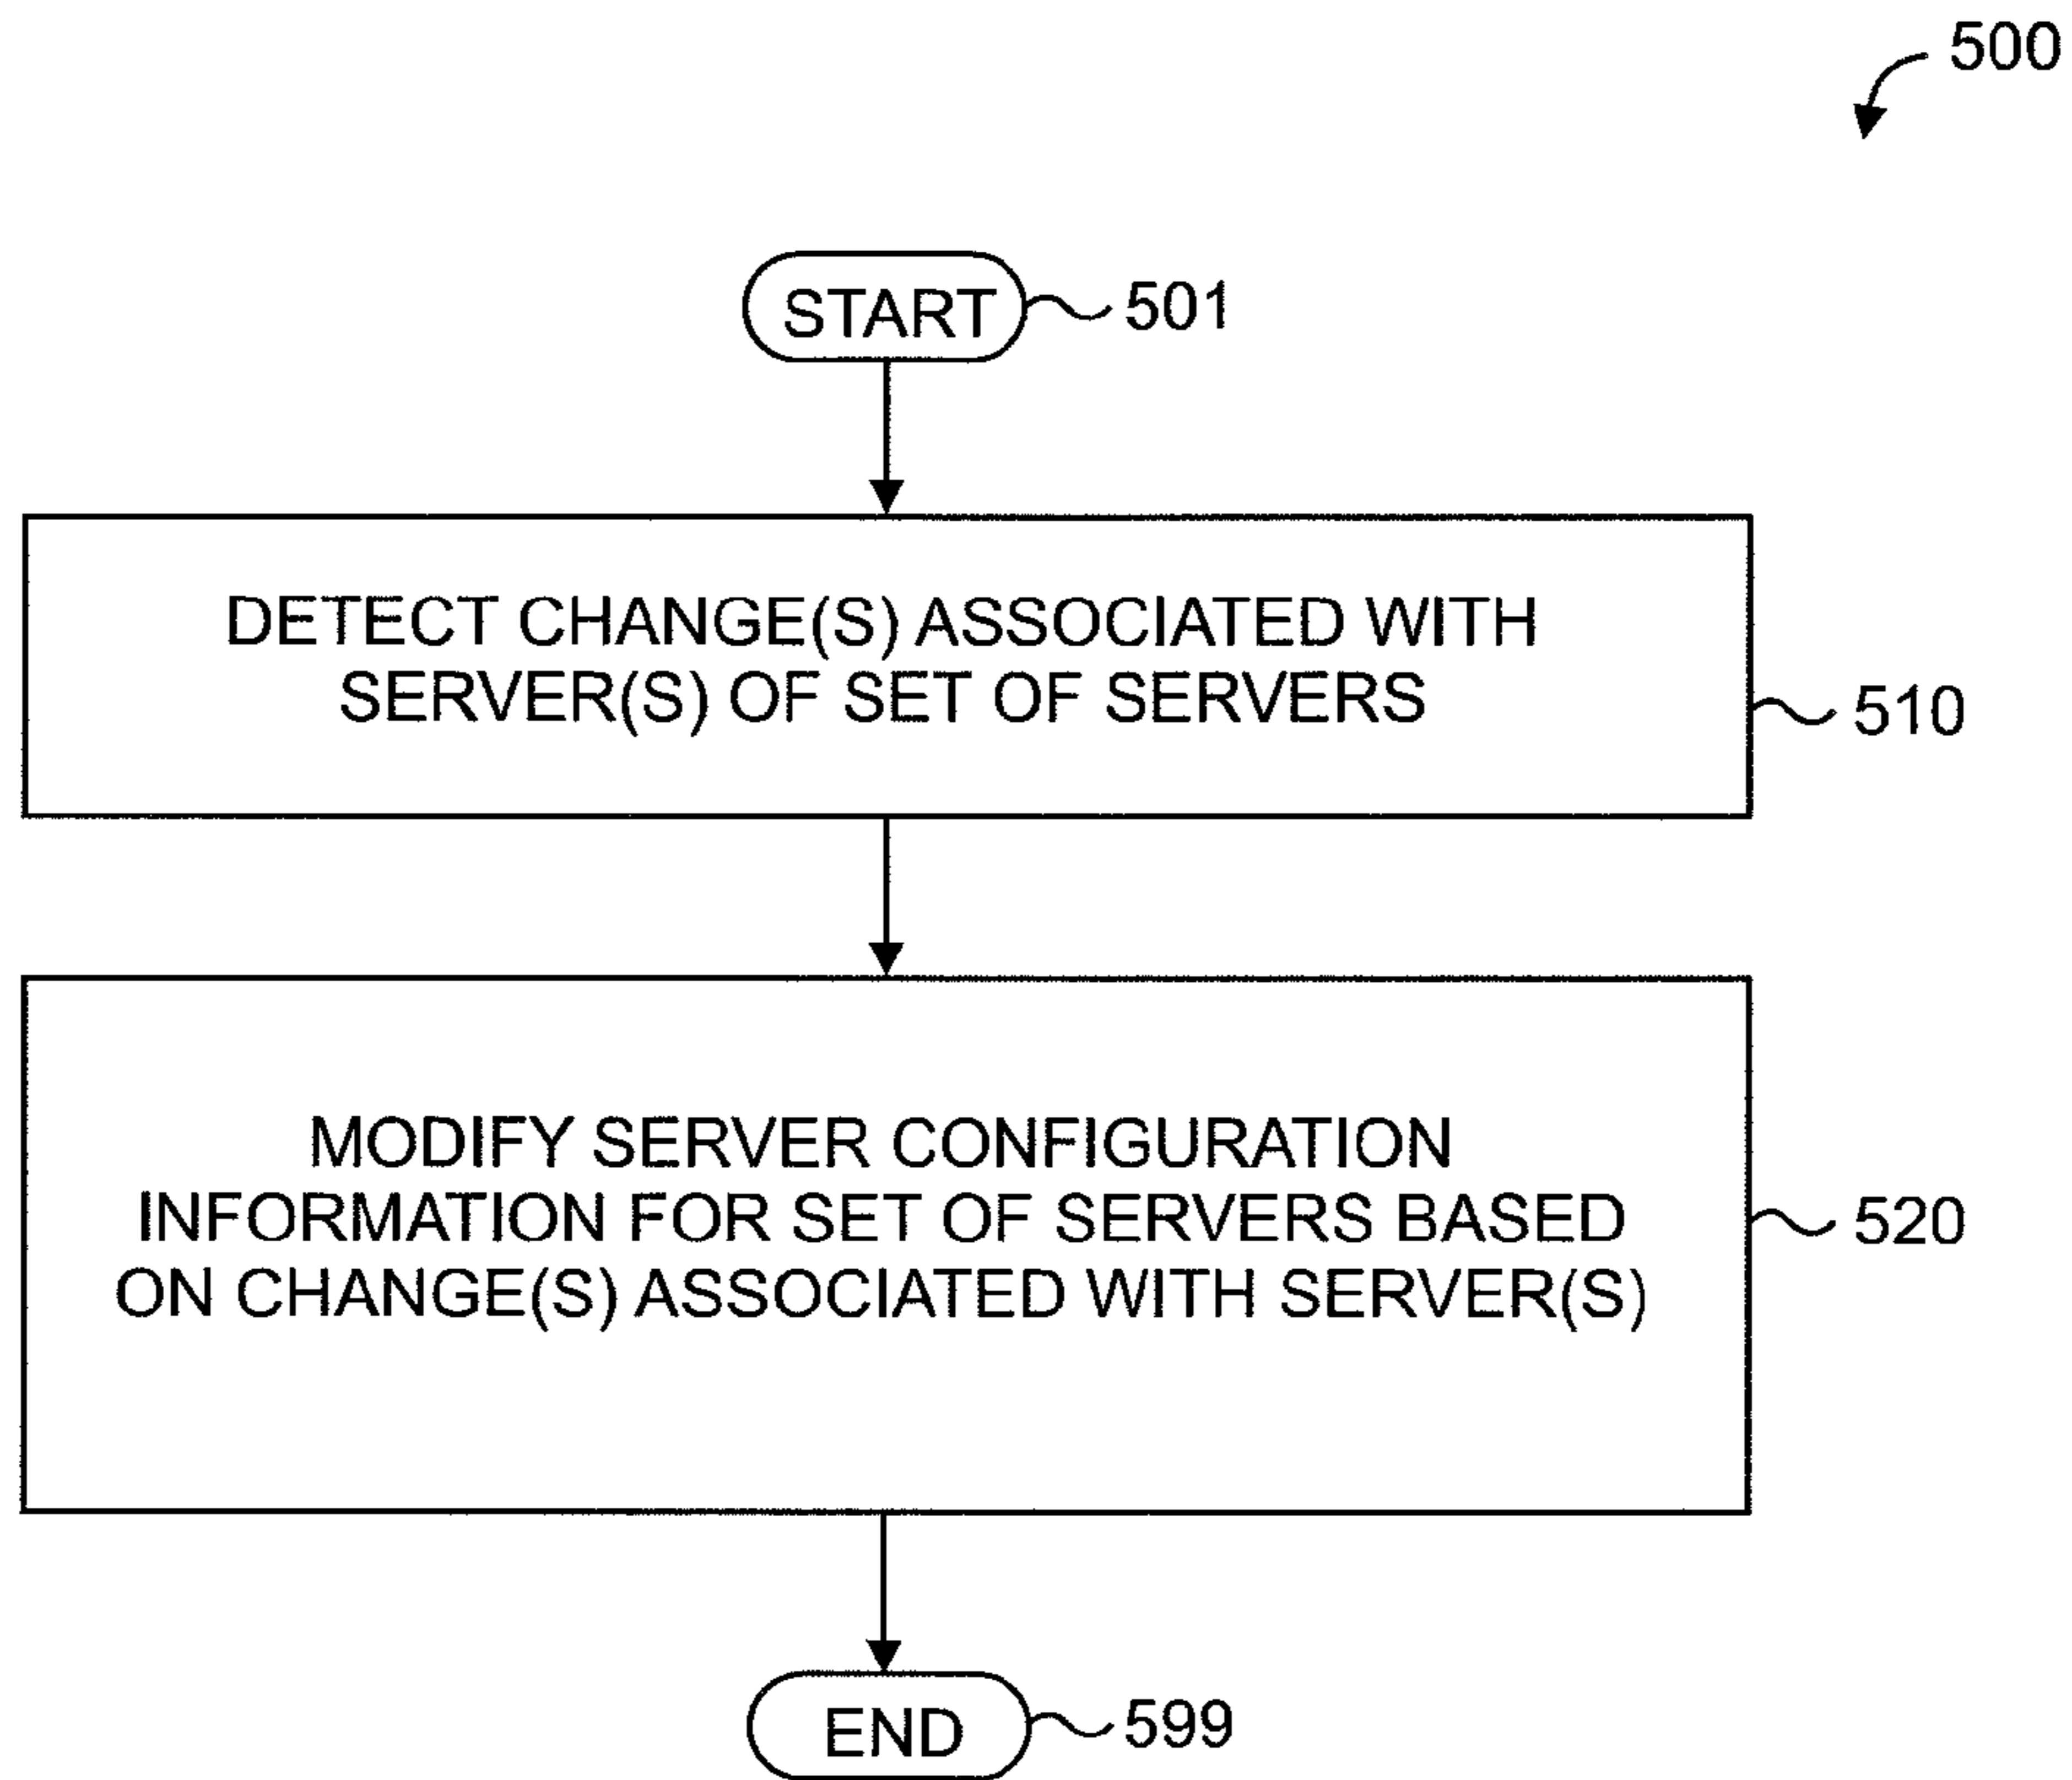 500
START 501
DETECT CHANGE(S) ASSOCIATED WITH
SERVER(S) OF SET OF SERVERS
510
MODIFY SERVER CONFIGURATION
INFORMATION FOR SET OF SERVERS BASED
520
ON CHANGE(S) ASSOCIATED WITH SERVER(S)
END 599